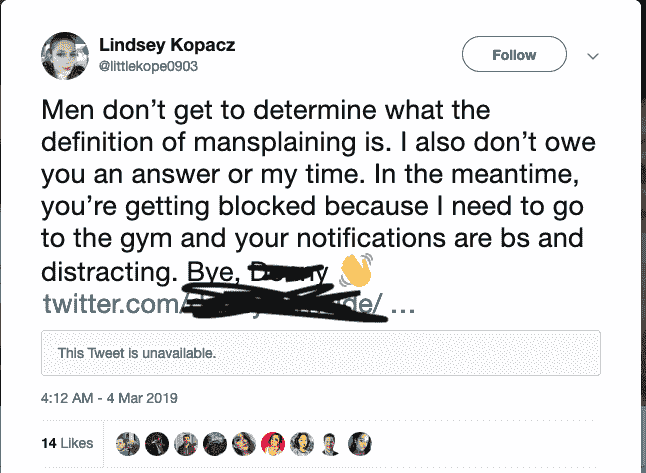 Lindsey Kopacz
@littlekope0903
Follow
Men don’t get to determine what the
definition of mansplaining is. I also don’t owe
you an answer or my time. In the meantime,
you’re getting blocked because I need to go
to the gym and your notifications are bs and
distracting. Bye,
twitter.com/ de/ ...
This Tweet is unavailable.
4:12 AM - 4 Mar 2019
14 Likes